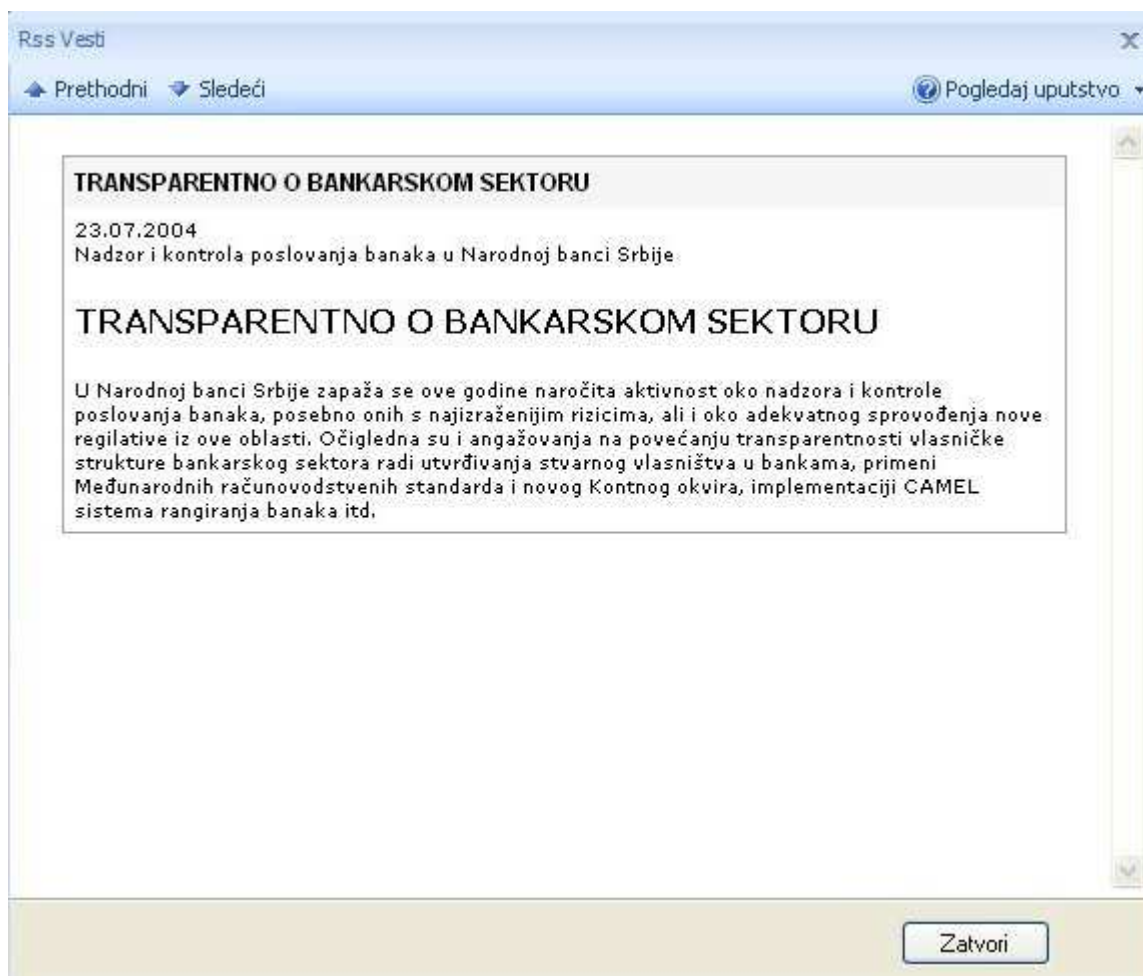 Rss Vesti
Prethodni Sledeći Pogledaj uputstvo
TRANSPARENTNO O BANKARSKOM SEKTORU
23.07.2004
Nadzor i kontrola poslovanja banaka u Narodnoj banci Srbije
TRANSPARENTNO O BANKARSKOM SEKTORU
U Narodnoj banci Srbije zapaža se ove godine naročita aktivnost oko nadzora i kontrole
poslovanja banaka, posebno onih s najizraženijim rizicima, ali i oko adekvatnog sprovođenja nove
regilative iz ove oblasti. Očigledna su i angažovanja na povećanju transparentnosti vlasničke
strukture bankarskog sektora radi utvrđivanja stvarnog vlasništva u bankama, primeni
Međunarodnih računovodstvenih standarda i novog Kontnog okvira, implementaciji CAMEL
sistema rangiranja banaka itd.
Zatvori